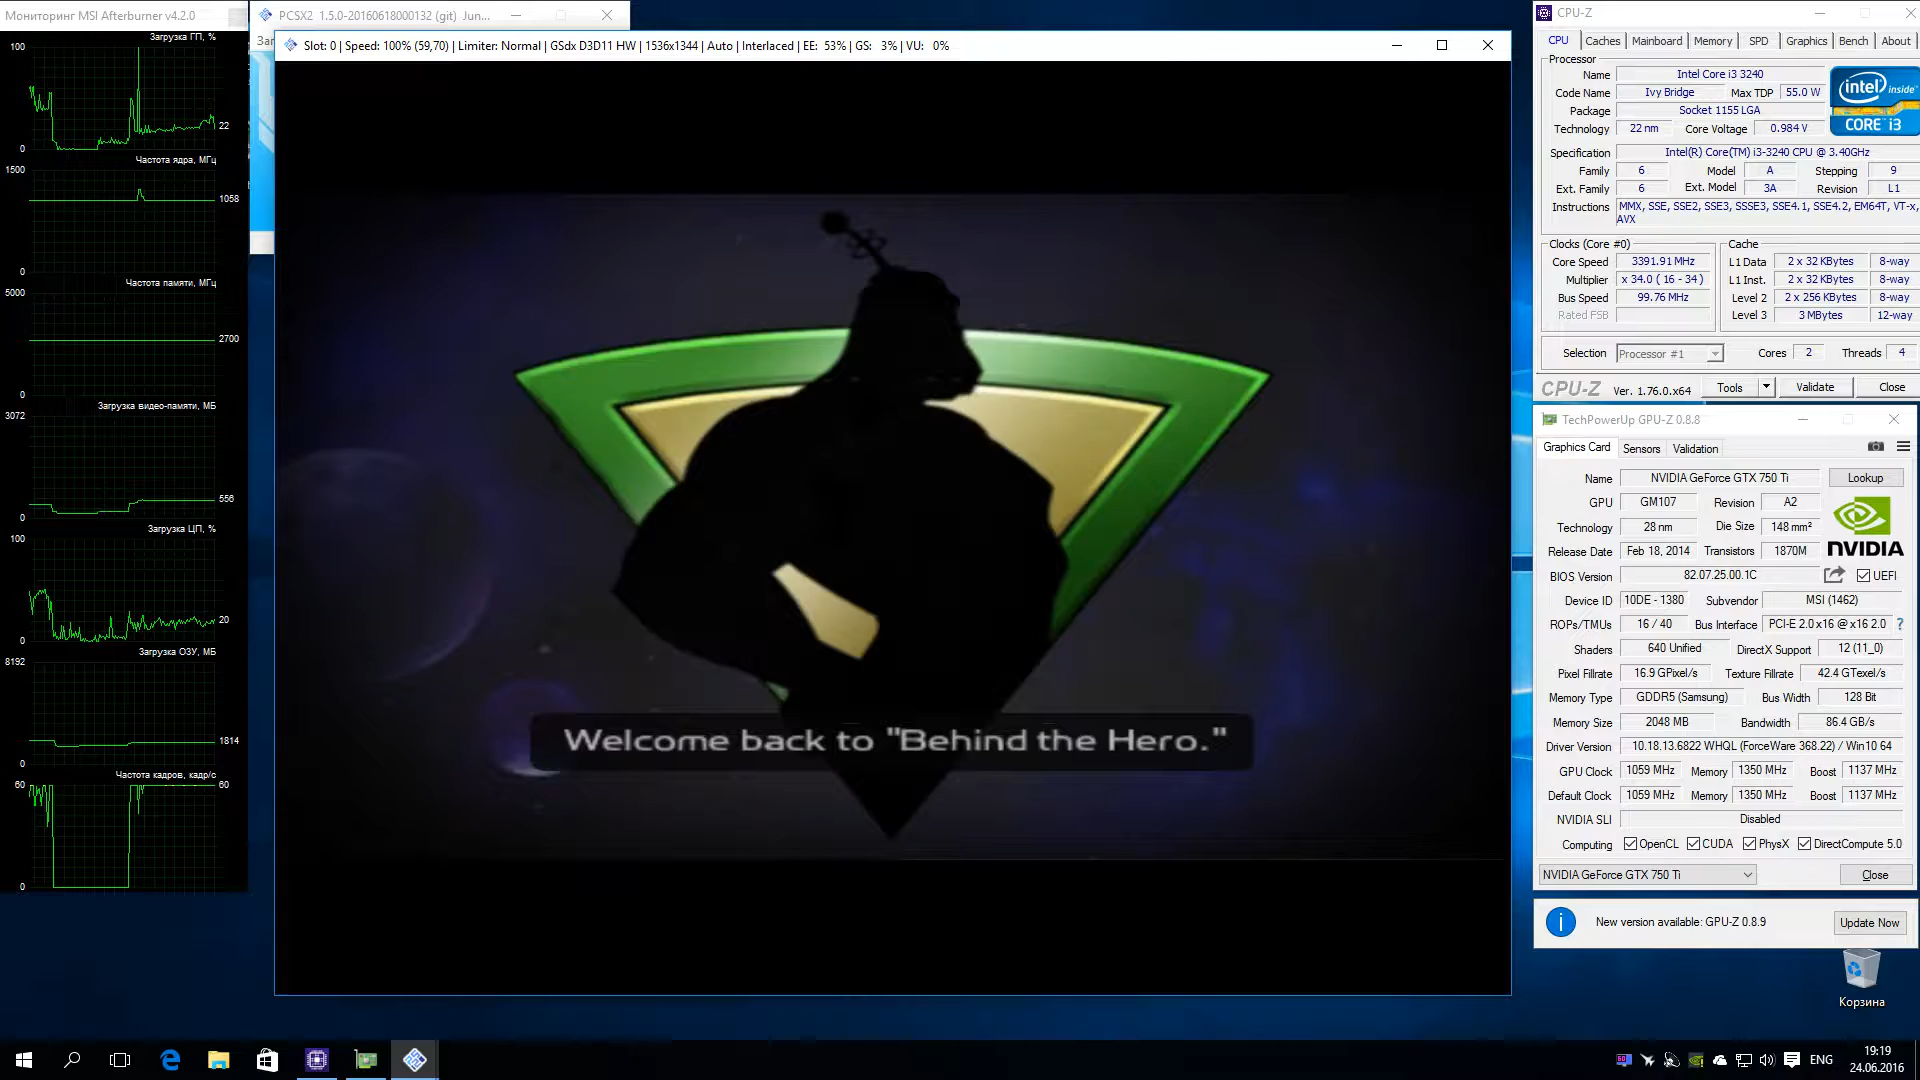 Мониторинг MSI Afterburner v4.2.0
Загрузка ГП, %
100
22
0
Частота ядра, МГц
1500
1058
0
Частота памяти, МГц
5000
2700
0
Загрузка видео-памяти, МБ
3072
556
0
Загрузка ЦП, %
100
20
0
Загрузка ОЗУ, МБ
8192
1814
0
Частота кадров, кадр/с
60
60
0
PCSX2 1.5.0-20160618000132 (git) Jun...
Slot: 0 | Speed: 100% (59,70) | Limiter: Normal | GSdx D3D11 HW | 1536x1344 | Auto | Interlaced | EE: 53% | GS: 3% | VU: 0%
Welcome back to "Behind the Hero."
CPU-Z
CPU Caches Mainboard Memory SPD Graphics Bench About
Processor
Name Intel Core i3 3240
Code Name Ivy Bridge Max TDP 55.0 W
Package Socket 1155 LGA
Technology 22 nm Core Voltage 0.984 V
intel inside
CORE i3
Specification Intel(R) Core(TM) i3-3240 CPU @ 3.40GHz
Family 6 Model A Stepping 9
Ext. Family 6 Ext. Model 3A Revision L1
Instructions MMX, SSE, SSE2, SSE3, SSSE3, SSE4.1, SSE4.2, EM64T, VT-x,
AVX
Clocks (Core #0)
Core Speed 3391.91 MHz
Multiplier x 34.0 ( 16 - 34 )
Bus Speed 99.76 MHz
Rated FSB
Cache
L1 Data 2 x 32 KBytes 8-way
L1 Inst. 2 x 32 KBytes 8-way
Level 2 2 x 256 KBytes 8-way
Level 3 3 MBytes 12-way
Selection Processor #1 Cores 2 Threads 4
CPU-Z Ver. 1.76.0.x64 Tools Validate Close
TechPowerUp GPU-Z 0.8.8
Graphics Card Sensors Validation
Name NVIDIA GeForce GTX 750 Ti Lookup
GPU GM107 Revision A2
Technology 28 nm Die Size 148 mm²
Release Date Feb 18, 2014 Transistors 1870M
NVIDIA
BIOS Version 82.07.25.00.1C UEFI
Device ID 10DE - 1380 Subvendor MSI (1462)
ROPs/TMUs 16 / 40 Bus Interface PCI-E 2.0 x16 @ x16 2.0 ?
Shaders 640 Unified DirectX Support 12 (11_0)
Pixel Fillrate 16.9 GPixel/s Texture Fillrate 42.4 GTexel/s
Memory Type GDDR5 (Samsung) Bus Width 128 Bit
Memory Size 2048 MB Bandwidth 86.4 GB/s
Driver Version 10.18.13.6822 WHQL (ForceWare 368.22) / Win10 64
GPU Clock 1059 MHz Memory 1350 MHz Boost 1137 MHz
Default Clock 1059 MHz Memory 1350 MHz Boost 1137 MHz
NVIDIA SLI Disabled
Computing OpenCL CUDA PhysX DirectCompute 5.0
NVIDIA GeForce GTX 750 Ti Close
New version available: GPU-Z 0.8.9 Update Now
Корзина
60 ENG
19:19
24.06.2016